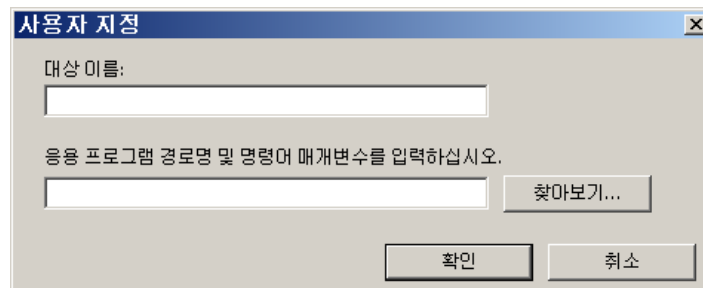 사용자 지정
대상 이름:
응용 프로그램 경로명 및 명령어 매개변수를 입력하십시오.
찾아보기...
확인
취소